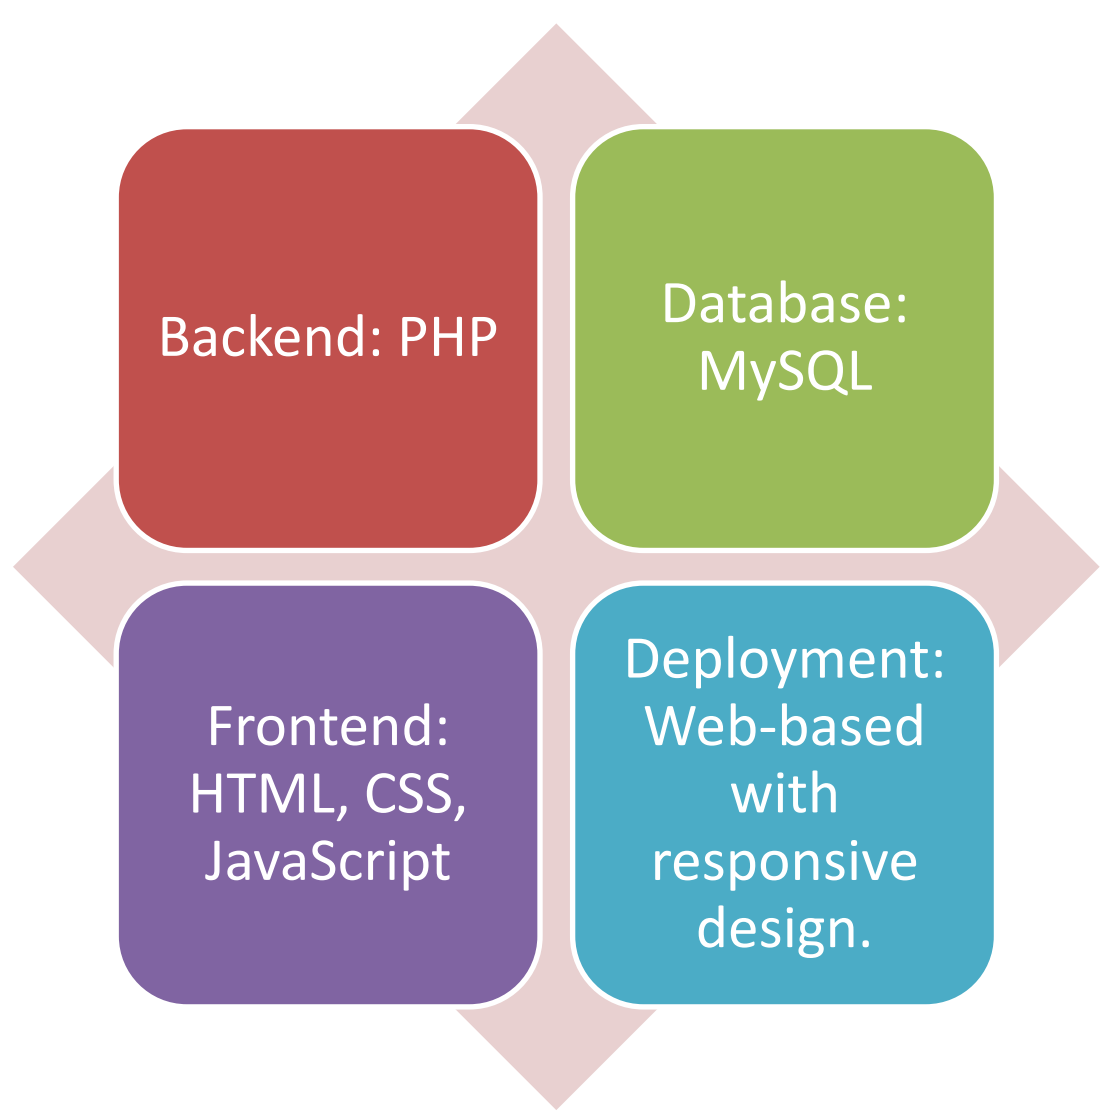 Backend: PHP
Database:
MySQL
Frontend:
HTML, CSS,
JavaScript
Deployment:
Web-based
with
responsive
design.